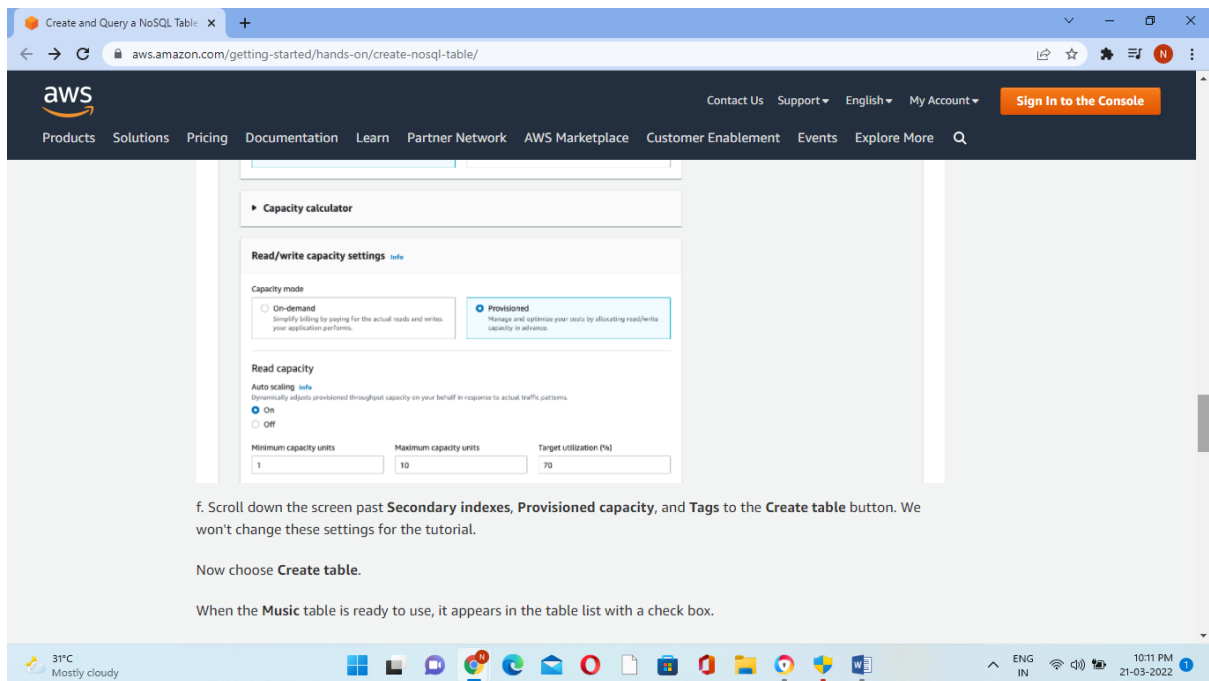 Create and Query a NoSQL Table
aws.amazon.com/getting-started/hands-on/create-nosql-table/
N
aws
Contact Us Support English My Account Sign In to the Console
Products Solutions Pricing Documentation Learn Partner Network AWS Marketplace Customer Enablement Events Explore More
Capacity calculator
Read/write capacity settings Info
Capacity mode
On-demand
Simplify billing by paying for the actual reads and writes
your application performs.
Provisioned
Manage and optimize your costs by allocating read/write
capacity in advance.
Read capacity
Auto scaling Info
Dynamically adjusts provisioned throughput capacity on your behalf in response to actual traffic patterns.
On
Off
Minimum capacity units Maximum capacity units Target utilization (%)
1 10 70
f. Scroll down the screen past Secondary indexes, Provisioned capacity, and Tags to the Create table button. We
won't change these settings for the tutorial.
Now choose Create table.
When the Music table is ready to use, it appears in the table list with a check box.
31°C
Mostly cloudy
ENG
IN
10:11 PM
21-03-2022
1